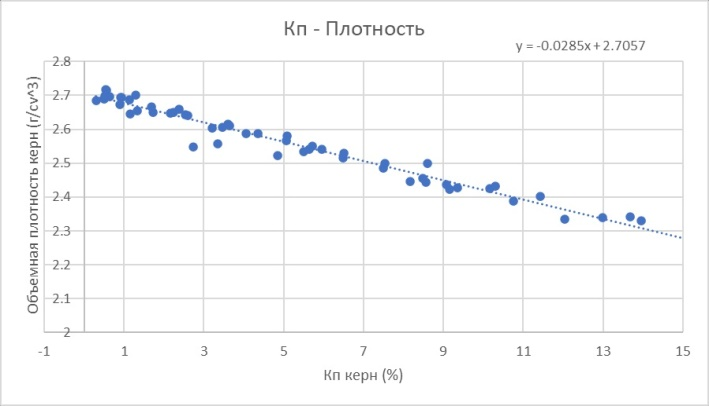 Кп - Плотность
y = -0.0285x + 2.7057
Объемная плотность керн (г/cv^3)
2.8
2.7
2.6
2.5
2.4
2.3
2.2
2.1
2
-1 1 3 5 7 9 11 13 15
Кп керн (%)